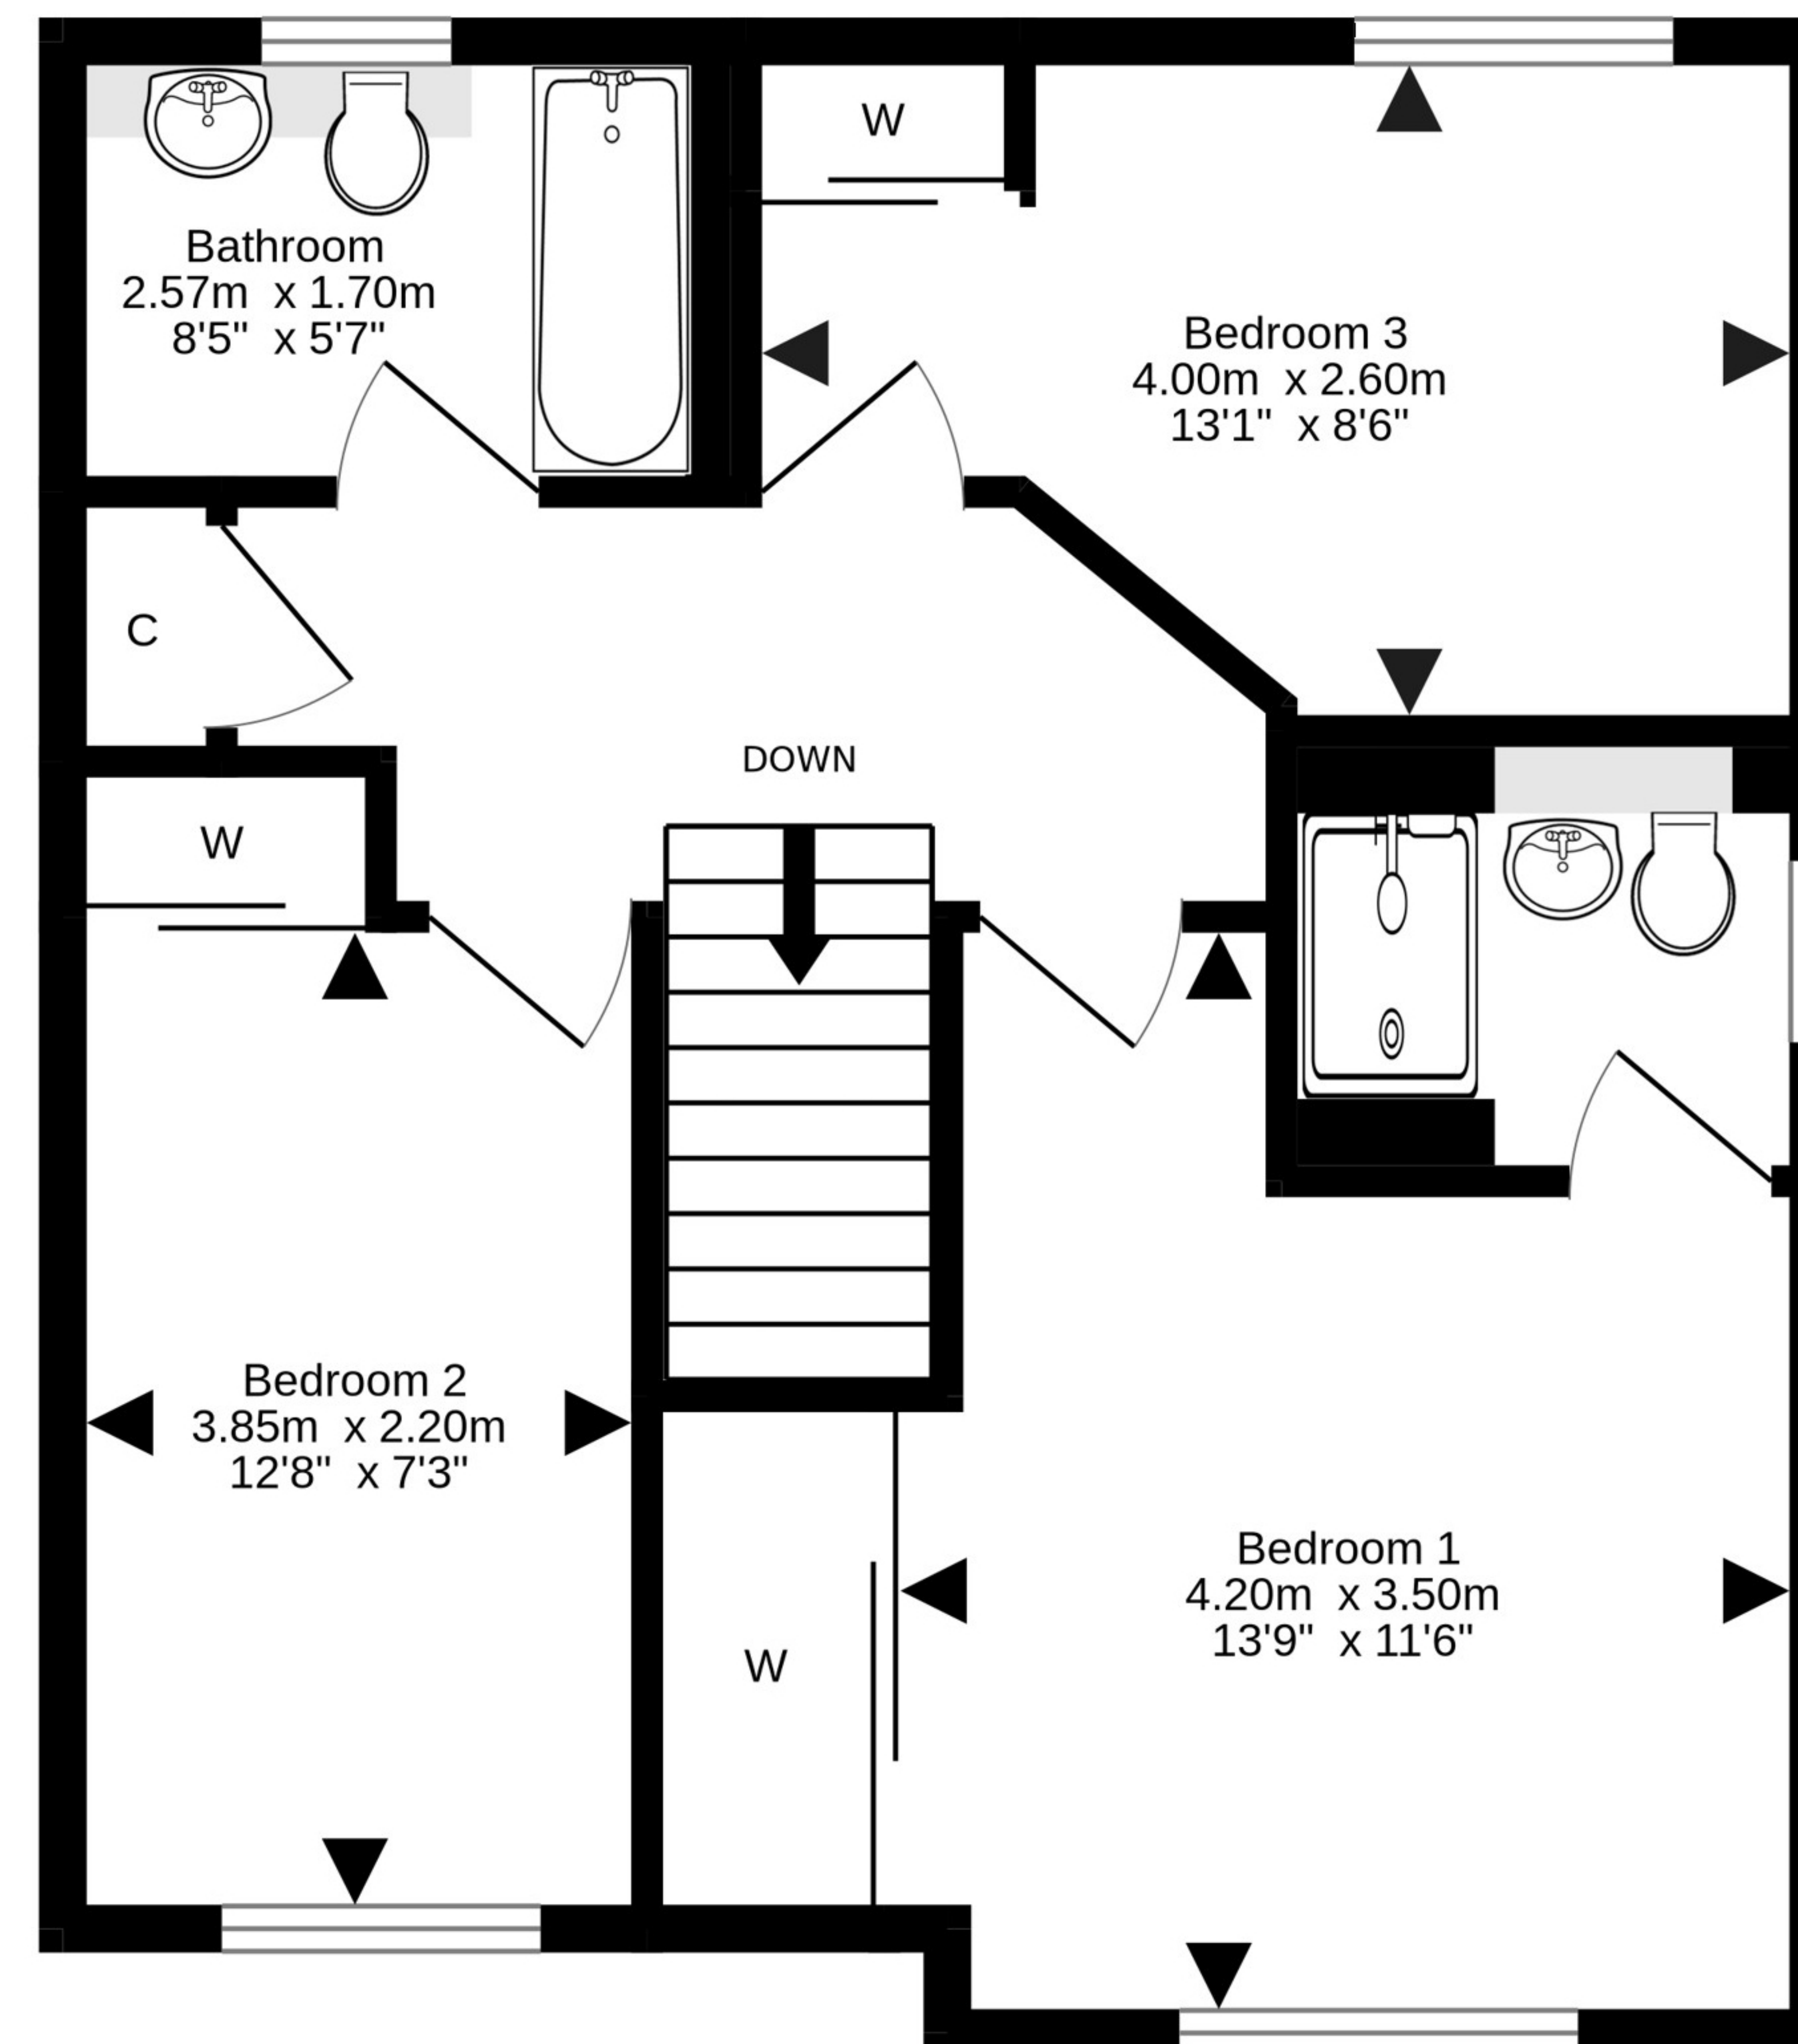 W
Bathroom
2.57m x 1.70m
8'5" x 5'7"
Bedroom 3
4.00m x 2.60m
13'1" x 8'6"
C
DOWN
W
Bedroom 2
3.85m x 2.20m
12'8" x 7'3"
Bedroom 1
4.20m x 3.50m
13'9" x 11'6"
W